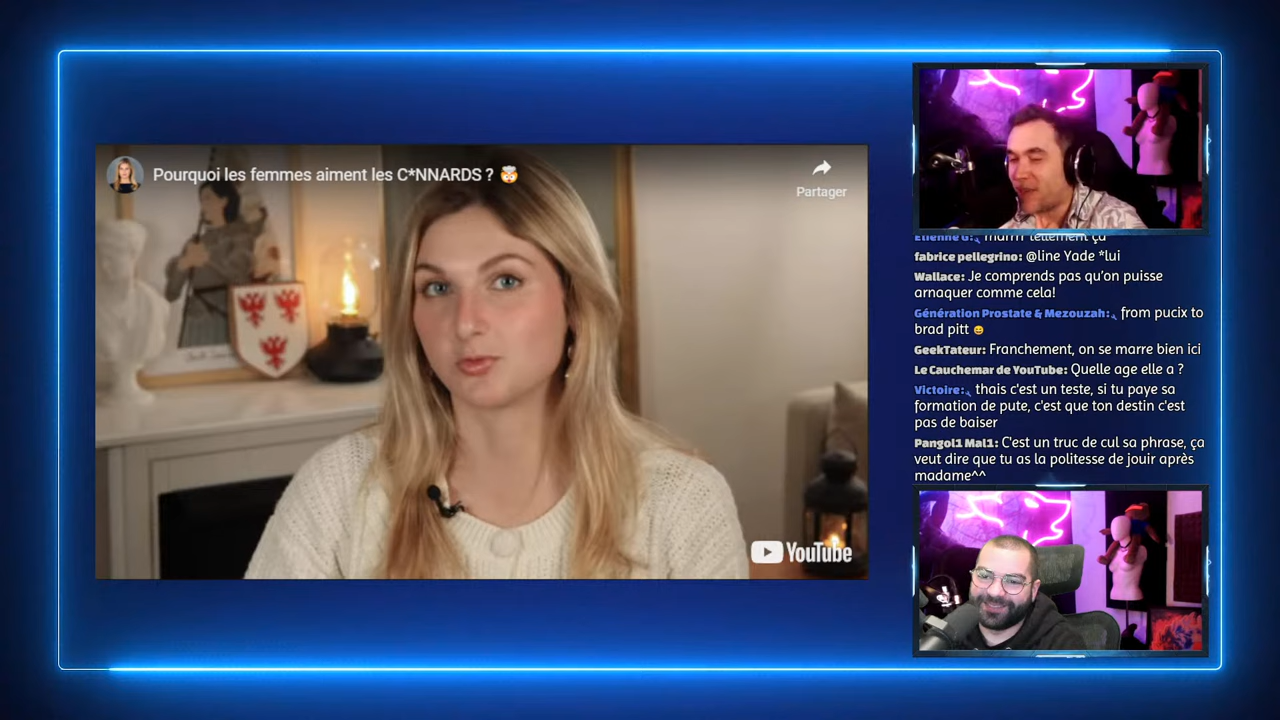 Pourquoi les femmes aiment les C*NNARDS ? 🤯
Partager
YouTube
Etienne G: marrrr tellement ça
fabrice pellegrino: @line Yade *lui
Wallace: Je comprends pas qu'on puisse
arnaquer comme cela!
Génération Prostate & Mezouzah: from pucix to
brad pitt 😄
GeekTateur: Franchement, on se marre bien ici
Le Cauchemar de YouTube: Quelle age elle a ?
Victoire: thais c'est un teste, si tu paye sa
formation de pute, c'est que ton destin c'est
pas de baiser
Pangol1 Mal1: C'est un truc de cul sa phrase, ça
veut dire que tu as la politesse de jouir après
madame^^